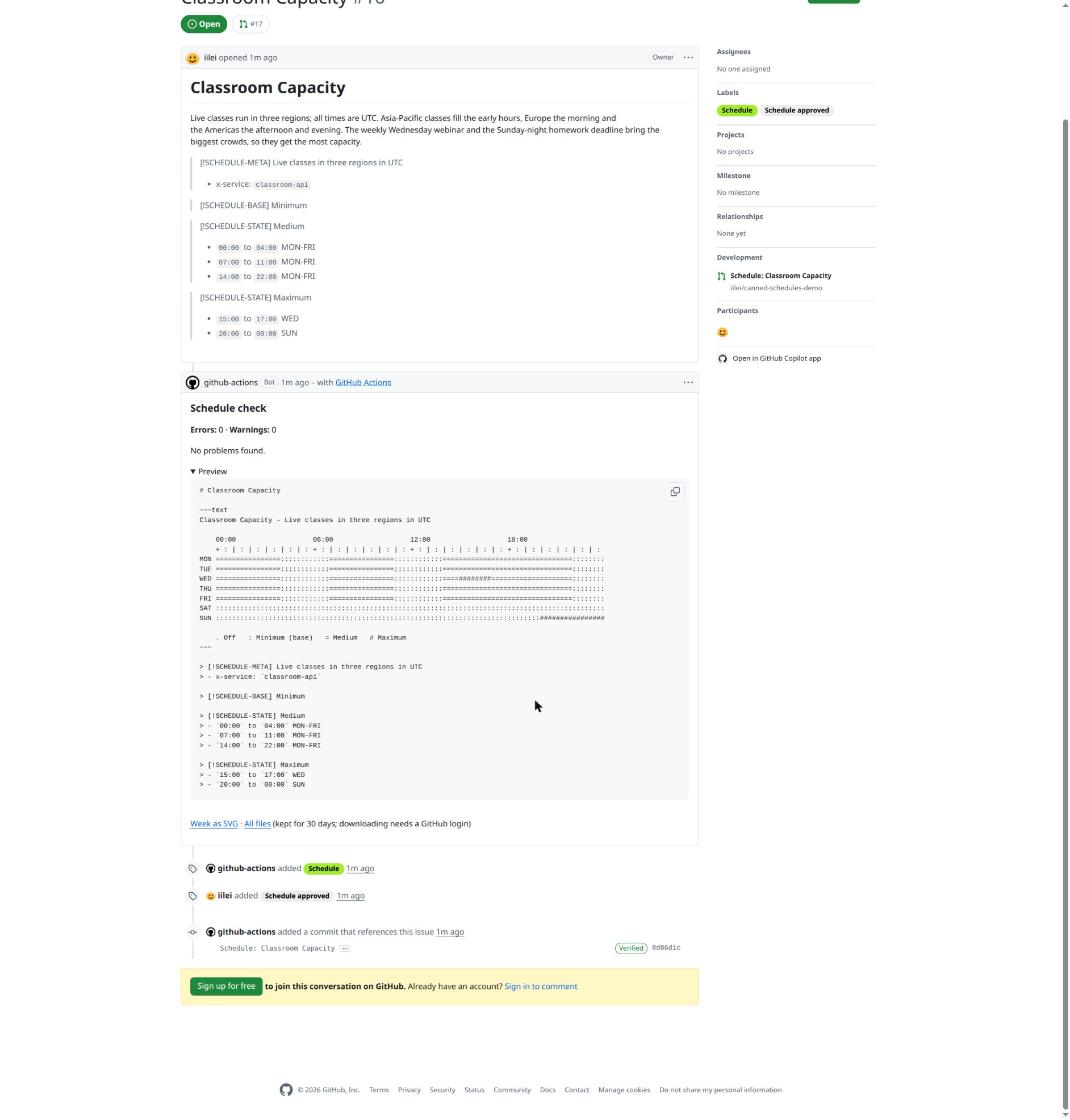 Classroom Capacity #16
Open
#17
iilei opened 1m ago
Owner
Classroom Capacity
Live classes run in three regions; all times are UTC. Asia-Pacific classes fill the early hours, Europe the morning and
the Americas the afternoon and evening. The weekly Wednesday webinar and the Sunday-night homework deadline bring the
biggest crowds, so they get the most capacity.
[!SCHEDULE-META] Live classes in three regions in UTC
• x-service: classroom-api
[!SCHEDULE-BASE] Minimum
[!SCHEDULE-STATE] Medium
• 00:00 to 04:00 MON-FRI
• 07:00 to 11:00 MON-FRI
• 14:00 to 22:00 MON-FRI
[!SCHEDULE-STATE] Maximum
• 15:00 to 17:00 WED
• 20:00 to 00:00 SUN
github-actions Bot 1m ago – with GitHub Actions
Schedule check
Errors: 0 · Warnings: 0
No problems found.
▼ Preview
# Classroom Capacity
~~~text
Classroom Capacity - Live classes in three regions in UTC
    00:00                   06:00                   12:00                   18:00
    + : | : | : | : | : | : + : | : | : | : | : | : + : | : | : | : | : | : + : | : | : | : | : | :
MON ================::::::::::::================::::::::::::================================::::::::
TUE ================::::::::::::================::::::::::::================================::::::::
WED ================::::::::::::================::::::::::::====########====================::::::::
THU ================::::::::::::================::::::::::::================================::::::::
FRI ================::::::::::::================::::::::::::================================::::::::
SAT ::::::::::::::::::::::::::::::::::::::::::::::::::::::::::::::::::::::::::::::::::::::::::::::::
SUN ::::::::::::::::::::::::::::::::::::::::::::::::::::::::::::::::::::::::::::::::################
    . Off   : Minimum (base)   = Medium   # Maximum
~~~
> [!SCHEDULE-META] Live classes in three regions in UTC
> - x-service: `classroom-api`
> [!SCHEDULE-BASE] Minimum
> [!SCHEDULE-STATE] Medium
> - `00:00` to `04:00` MON-FRI
> - `07:00` to `11:00` MON-FRI
> - `14:00` to `22:00` MON-FRI
> [!SCHEDULE-STATE] Maximum
> - `15:00` to `17:00` WED
> - `20:00` to `00:00` SUN
Week as SVG · All files (kept for 30 days; downloading needs a GitHub login)
github-actions added Schedule 1m ago
iilei added Schedule approved 1m ago
github-actions added a commit that references this issue 1m ago
Schedule: Classroom Capacity ...
Verified 8d86d1c
Sign up for free to join this conversation on GitHub. Already have an account? Sign in to comment
Assignees
No one assigned
Labels
Schedule Schedule approved
Projects
No projects
Milestone
No milestone
Relationships
None yet
Development
Schedule: Classroom Capacity
iilei/canned-schedules-demo
Participants
Open in GitHub Copilot app
© 2026 GitHub, Inc. Terms Privacy Security Status Community Docs Contact Manage cookies Do not share my personal information